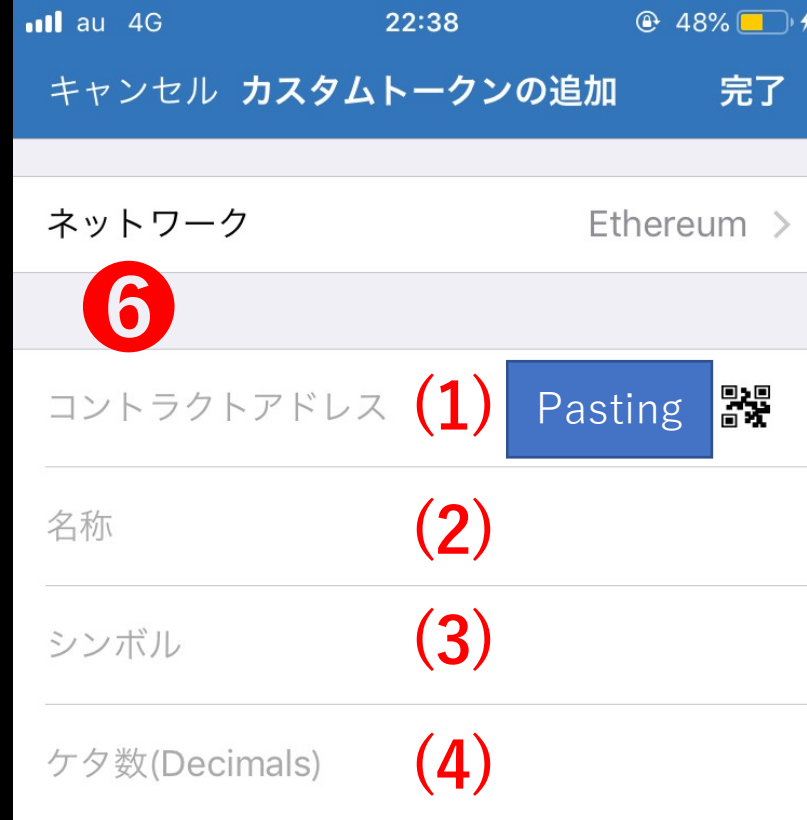 au 4G 22:38 48%
キャンセル カスタムトークンの追加 完了
ネットワーク Ethereum >
6
コントラクトアドレス (1) Pasting
名称 (2)
シンボル (3)
ケタ数(Decimals) (4)